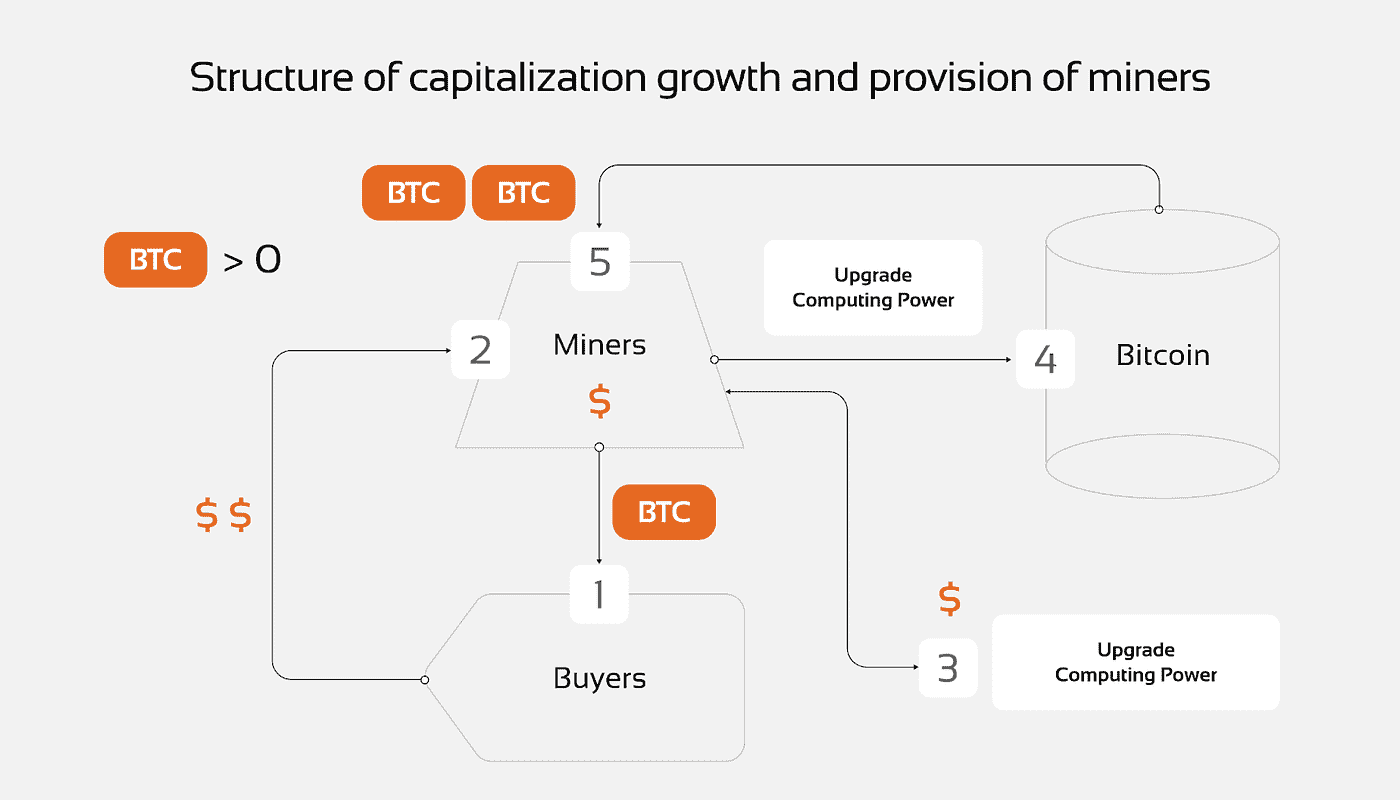 Structure of capitalization growth and provision of miners
BTC BTC
BTC > 0
5
Upgrade
Computing Power
2
Miners
$
4
Bitcoin
$ $
BTC
1
Buyers
$
3
Upgrade
Computing Power